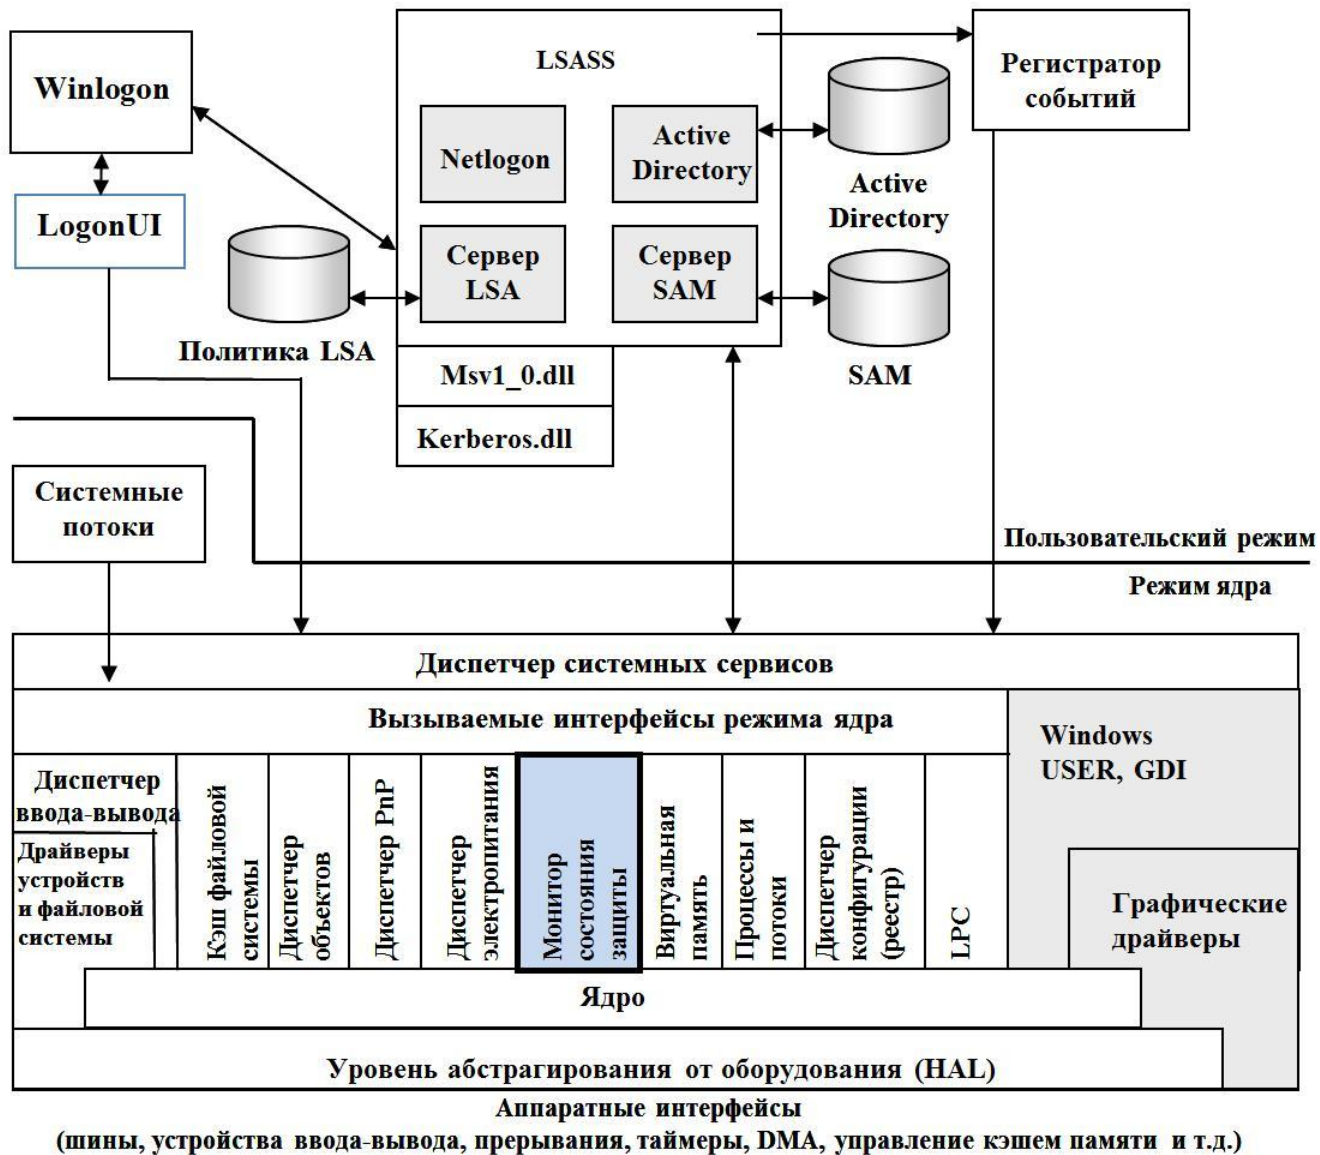 Winlogon
LogonUI
LSASS
Netlogon
Active
Directory
Сервер
LSA
Сервер
SAM
Регистратор
событий
Active
Directory
Политика LSA
SAM
Msv1_0.dll
Kerberos.dll
Системные
потоки
Пользовательский режим
Режим ядра
Диспетчер системных сервисов
Вызываемые интерфейсы режима ядра
Windows
USER, GDI
Диспетчер
ввода-вывода
Драйверы
устройств
и файловой
системы
Кэш файловой
системы
Диспетчер
объектов
Диспетчер PnP
Диспетчер
электропитания
Монитор
состояния
защиты
Виртуальная
память
Процессы и
потоки
Диспетчер
конфигурации
(реестр)
LPC
Графические
драйверы
Ядро
Уровень абстрагирования от оборудования (HAL)
Аппаратные интерфейсы
(шины, устройства ввода-вывода, прерывания, таймеры, DMA, управление кэшем памяти и т.д.)